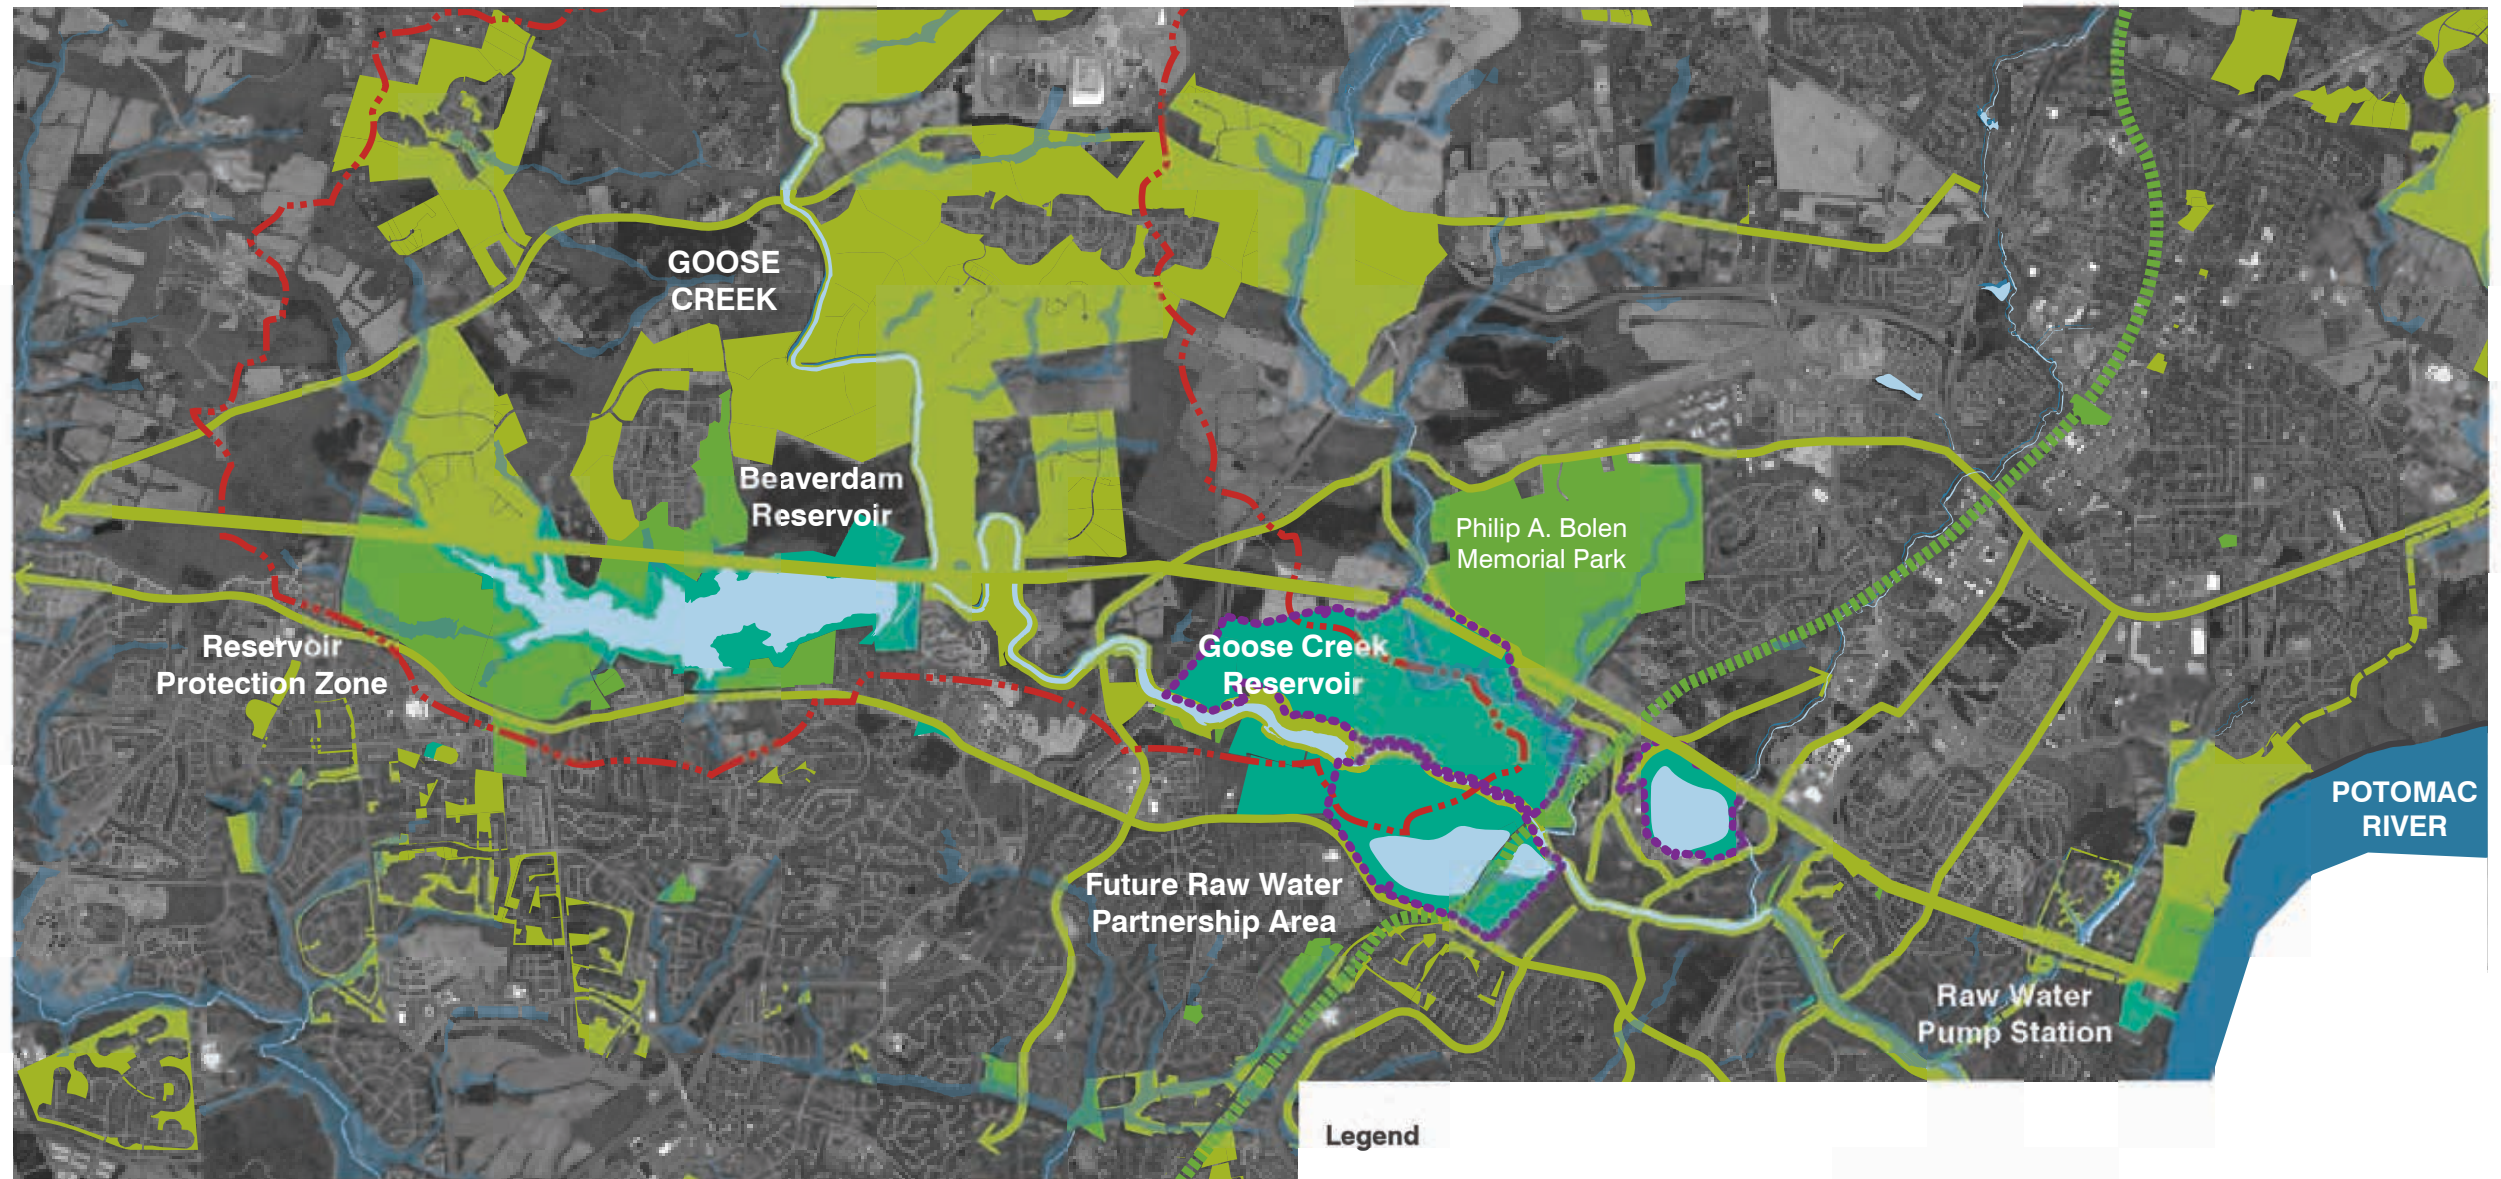 GOOSE
CREEK
Beaverdam
Reservoir
Philip A. Bolen
Memorial Park
Reservoir
Protection Zone
Goose Creek
Reservoir
POTOMAC
RIVER
Future Raw Water
Partnership Area
Raw Water
Pump Station
Legend